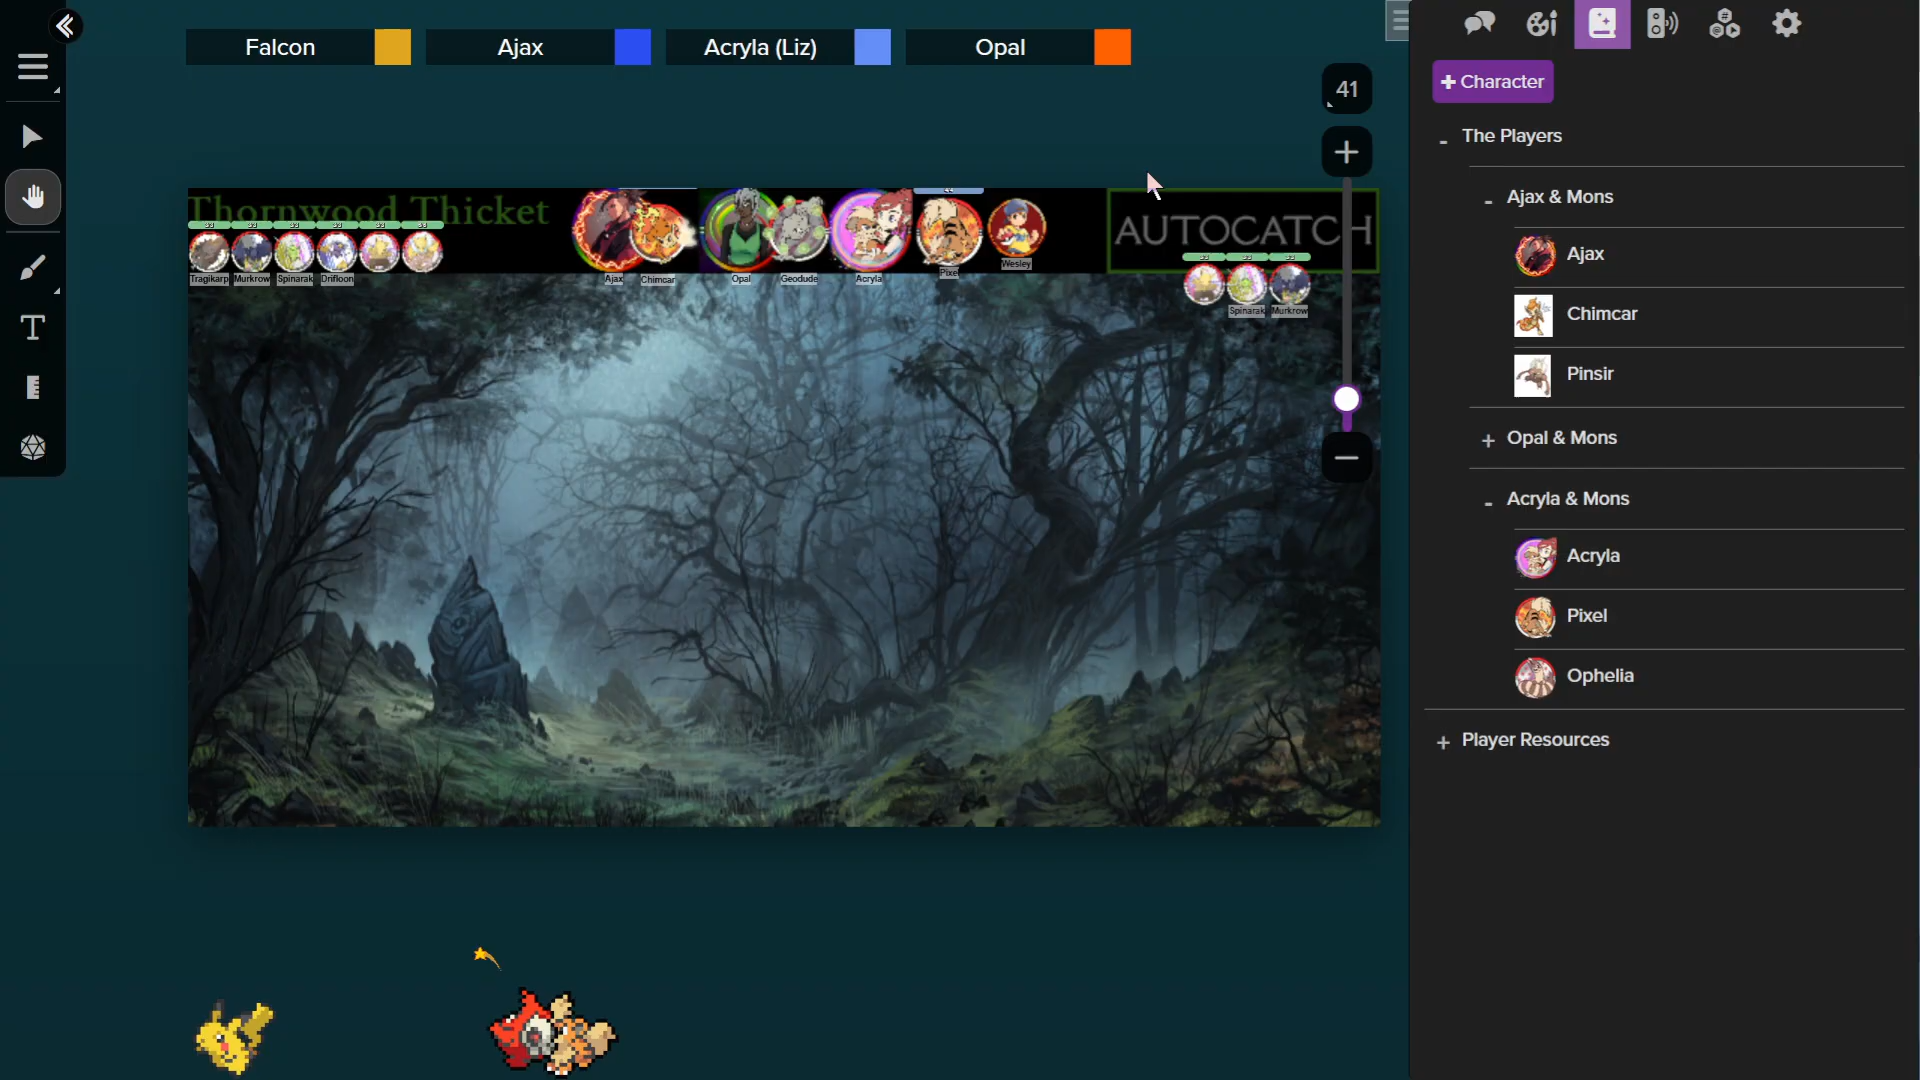 Falcon
Ajax
Acryla (Liz)
Opal
41
Character
The Players
Ajax & Mons
Ajax
Chimcar
Pinsir
Opal & Mons
Acryla & Mons
Acryla
Pixel
Ophelia
Player Resources
Thornwood Thicket
AUTOCATCH
Tragikarp
Murkrow
Spinarak
Drifloon
Ajax
Chimcar
Opal
Geodude
Acryla
Pixel
Wesley
Spinarak
Murkrow